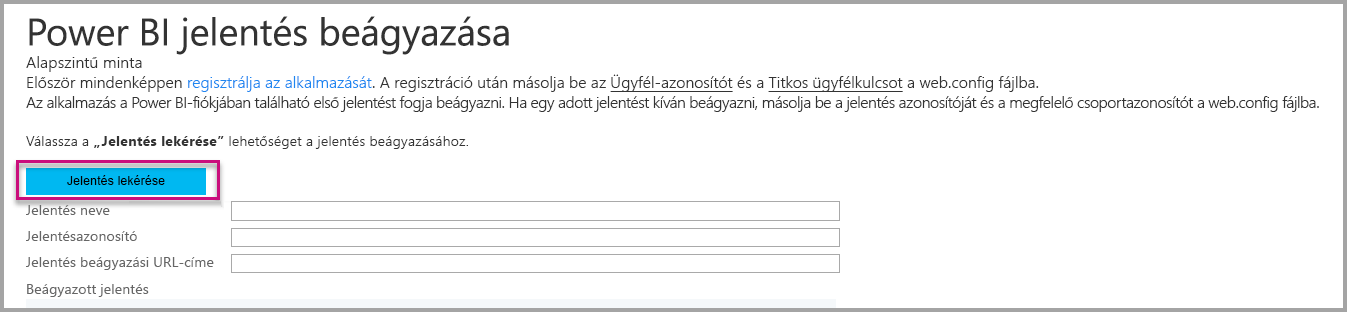 Power BI jelentés beágyazása
Alapszintű minta
Először mindenképpen regisztrálja az alkalmazását. A regisztráció után másolja be az Ügyfél-azonosítót és a Titkos ügyfélkulcsot a web.config fájlba.
Az alkalmazás a Power BI-fiókjában található első jelentést fogja beágyazni. Ha egy adott jelentést kíván beágyazni, másolja be a jelentés azonosítóját és a megfelelő csoportazonosítót a web.config fájlba.
Válassza a „Jelentés lekérése” lehetőséget a jelentés beágyazásához.
Jelentés lekérése
Jelentés neve
Jelentésazonosító
Jelentés beágyazási URL-címe
Beágyazott jelentés